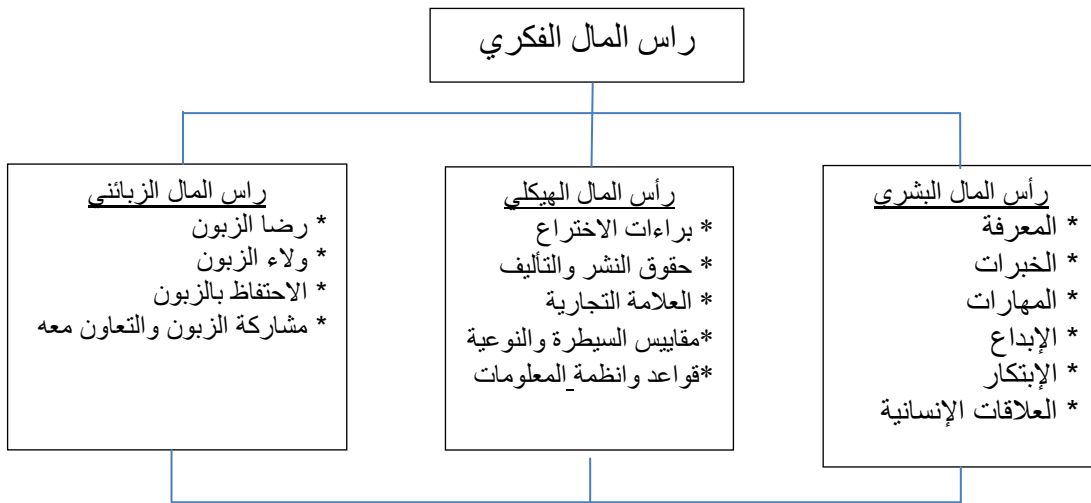 راس المال الفكري
رأس المال البشري
* المعرفة
* الخبرات
* المهارات
* الإبداع
* الإبتكار
* العلاقات الإنسانية
رأس المال الهيكلي
* براءات الاختراع
* حقوق النشر والتأليف
* العلامة التجارية
*مقاييس السيطرة والنوعية
*قواعد وانظمة المعلومات
راس المال الزبائني
* رضا الزبون
* ولاء الزبون
* الاحتفاظ بالزبون
* مشاركة الزبون والتعاون معه